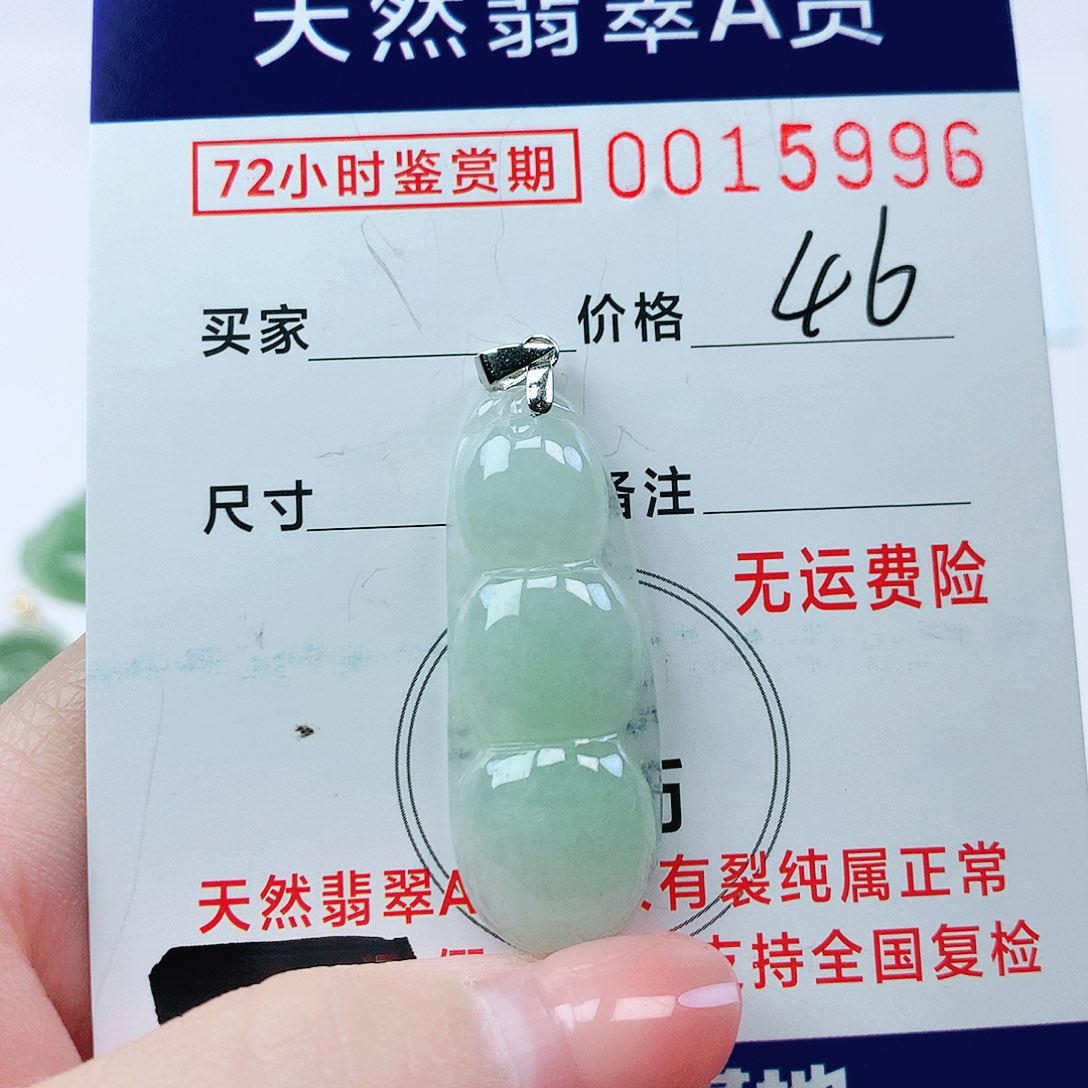 天然翡翠A货
72小时鉴赏期 0015996
买家 价格 46
尺寸 备注
无运费险
天然翡翠A 有裂纯属正常
支持全国复检